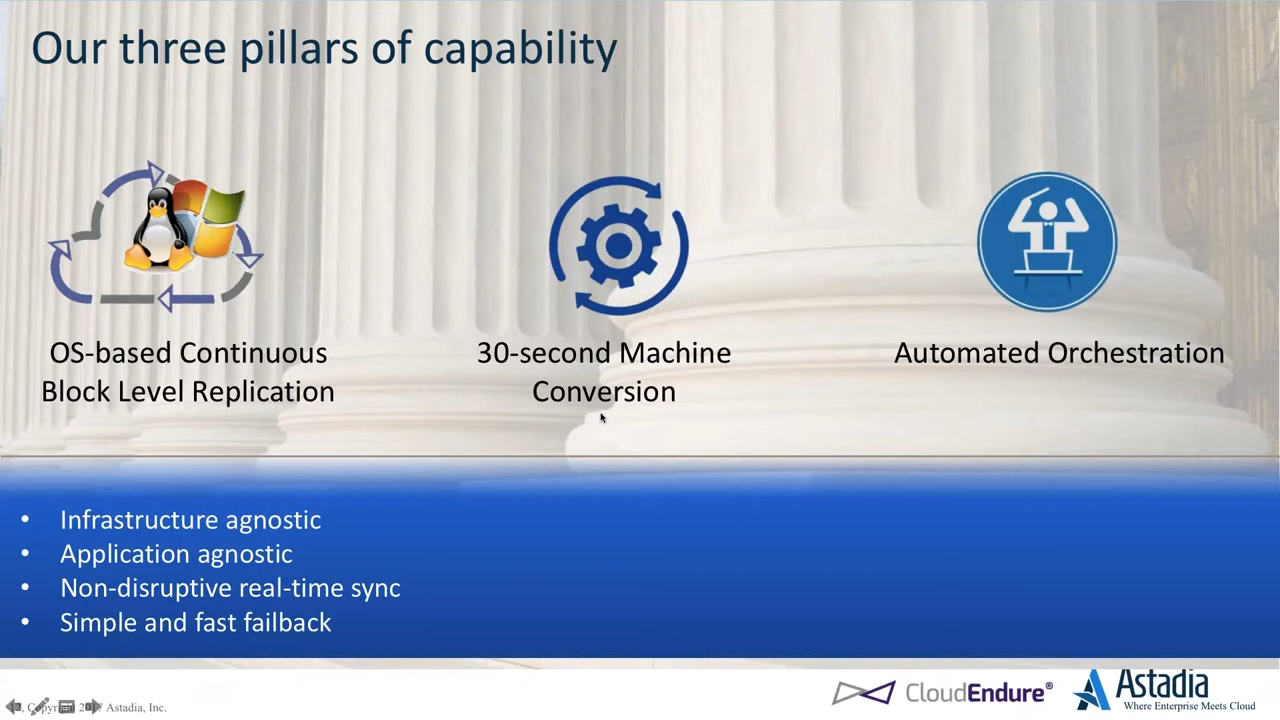 Our three pillars of capability
OS-based Continuous
Block Level Replication
30-second Machine
Conversion
Automated Orchestration
• Infrastructure agnostic
• Application agnostic
• Non-disruptive real-time sync
• Simple and fast failback
CloudEndure®
Astadia
Where Enterprise Meets Cloud
Astadia, Inc.